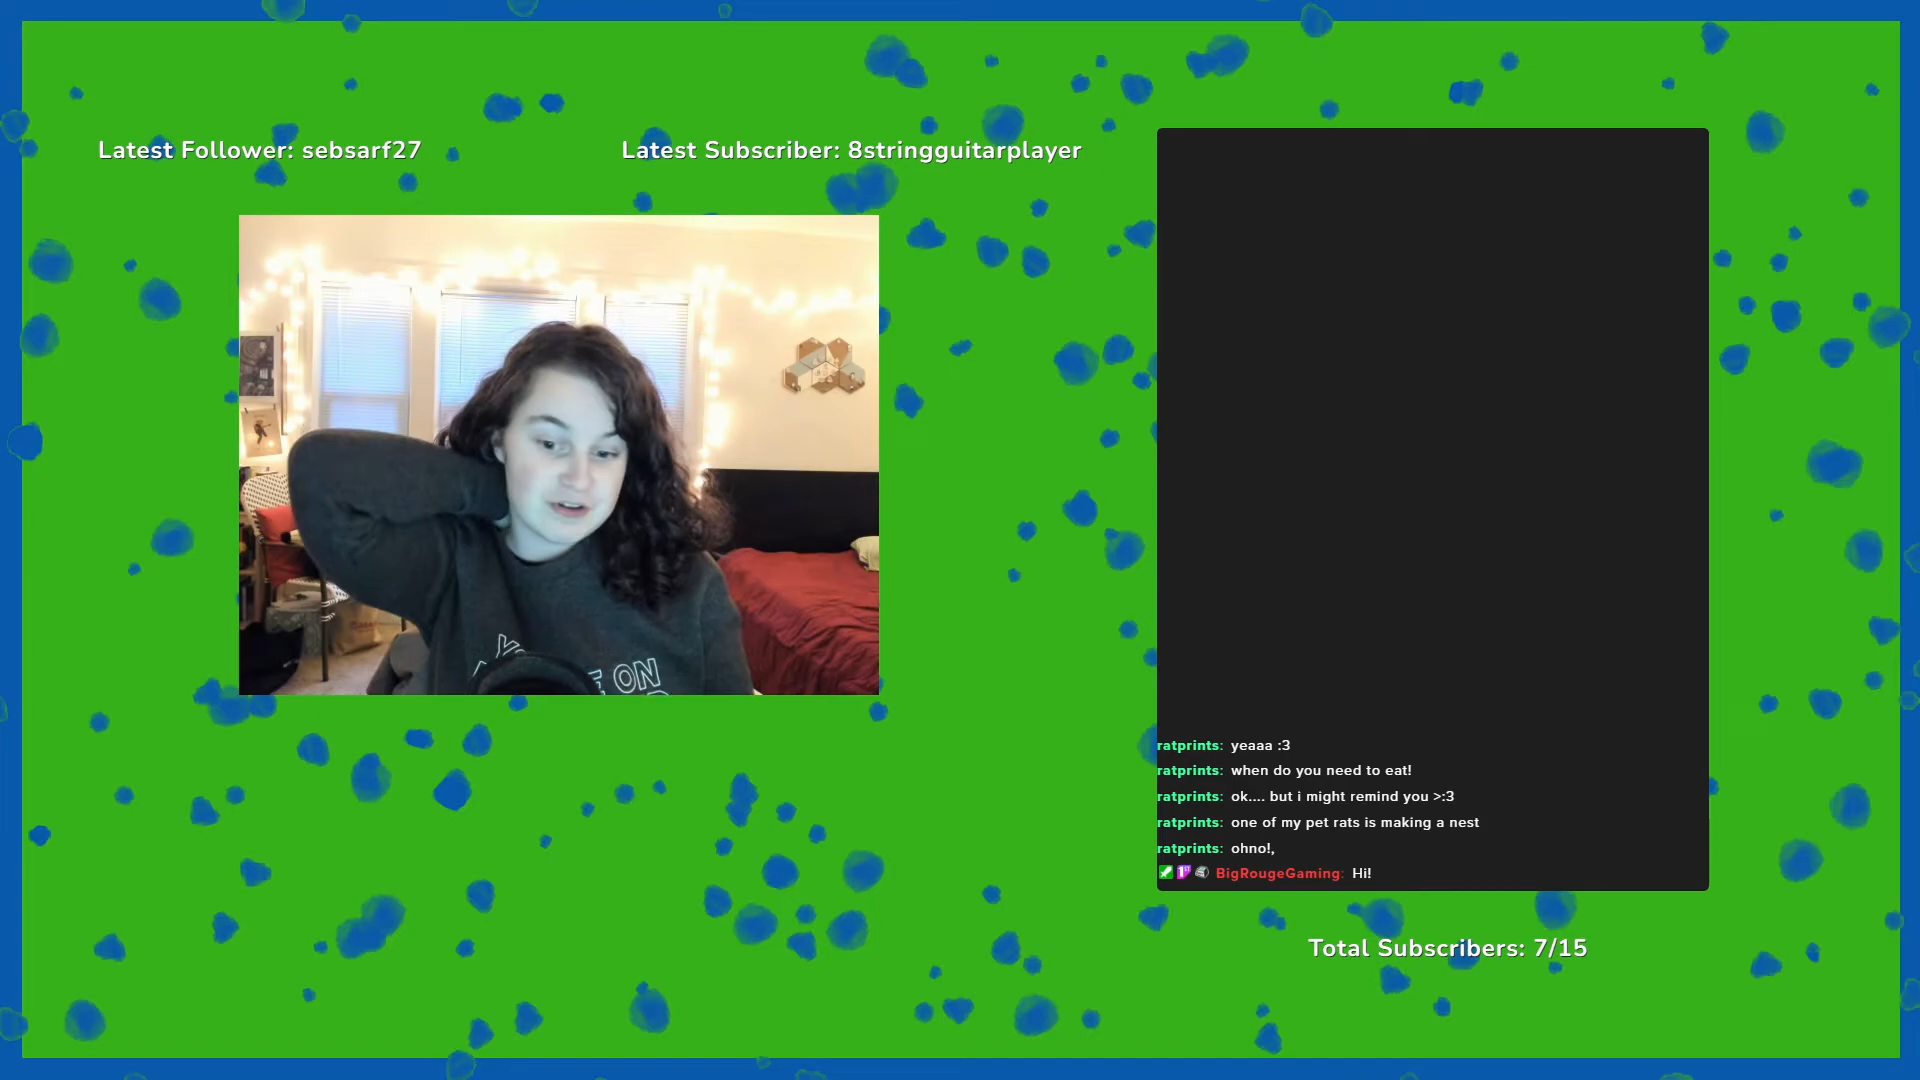 Latest Follower: sebsarf27
Latest Subscriber: 8stringguitarplayer
ON
ratprints: yeaaa :3
ratprints: when do you need to eat!
ratprints: ok.... but i might remind you >:3
ratprints: one of my pet rats is making a nest
ratprints: ohno!,
BigRougeGaming: Hi!
Total Subscribers: 7/15